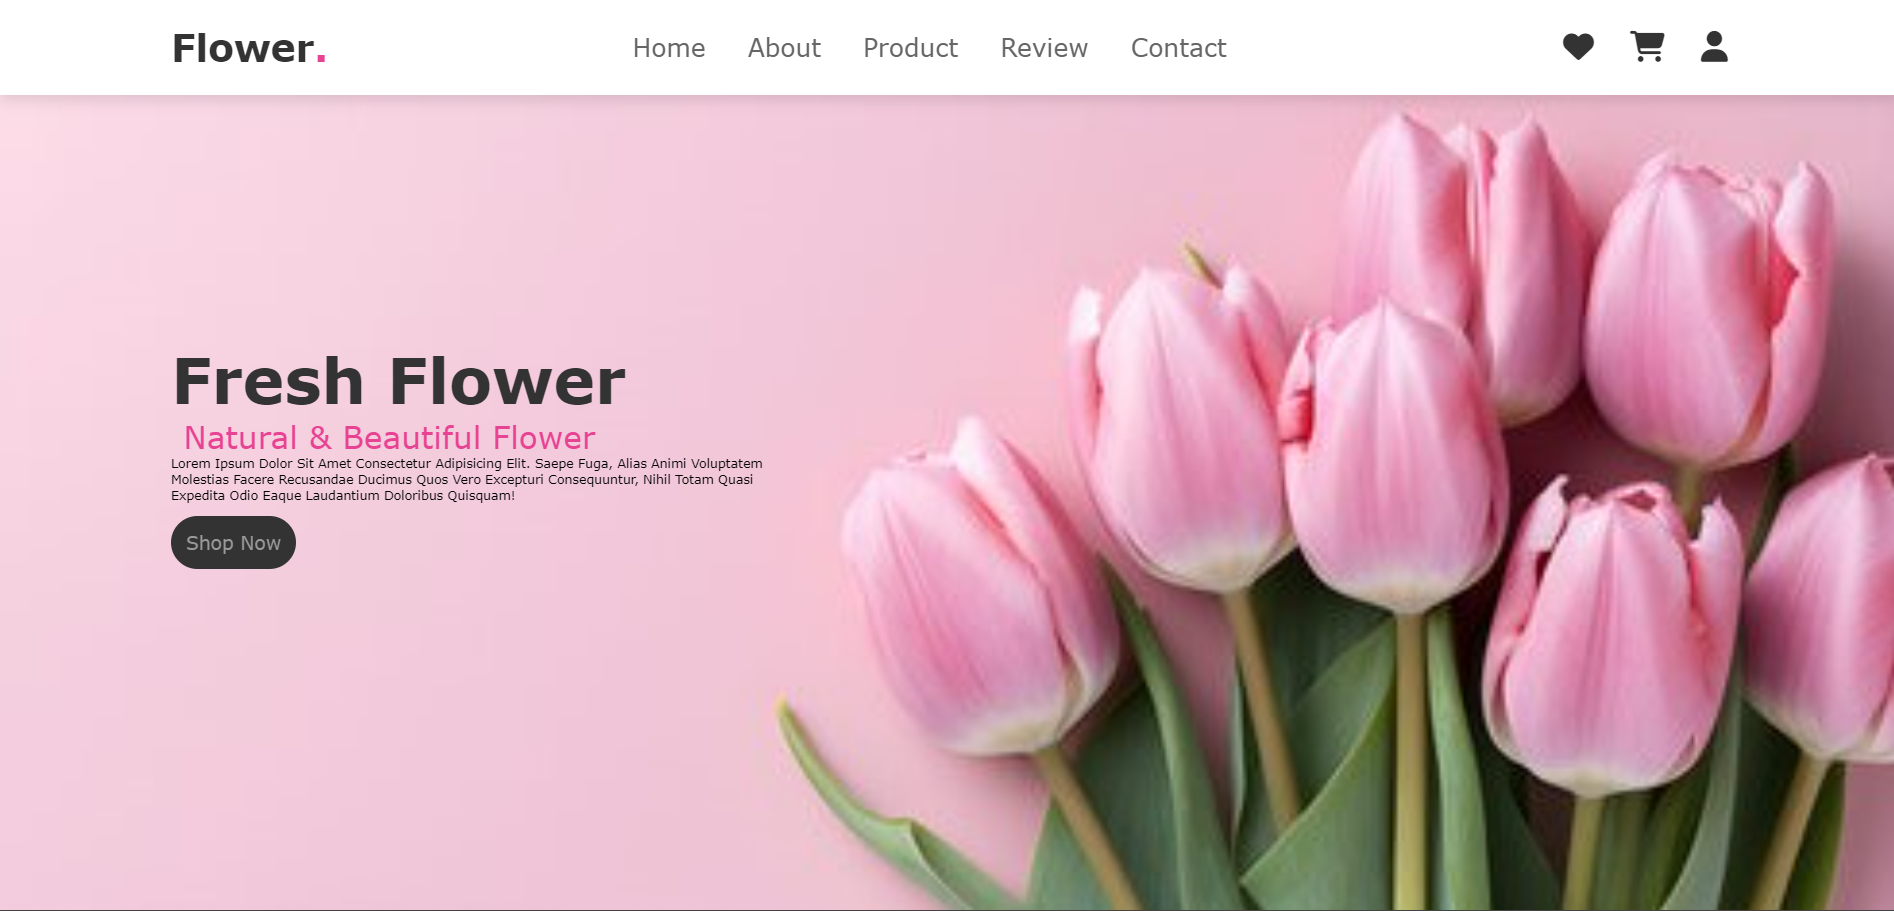 Flower.
Home About Product Review Contact
Fresh Flower
Natural & Beautiful Flower
Lorem Ipsum Dolor Sit Amet Consectetur Adipisicing Elit. Saepe Fuga, Alias Animi Voluptatem
Molestias Facere Recusandae Ducimus Quos Vero Excepturi Consequuntur, Nihil Totam Quasi
Expedita Odio Eaque Laudantium Doloribus Quisquam!
Shop Now